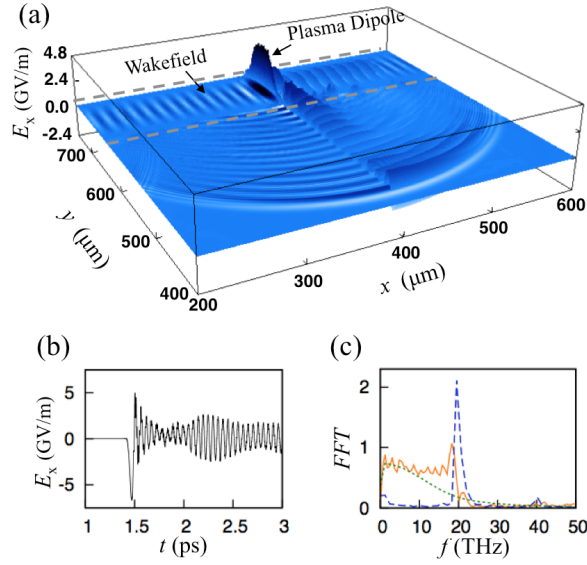 (a)
Plasma Dipole
Wakefield
4.8
2.4
0.0
-2.4
Eₓ (GV/m)
700
600
500
400
y (μm)
200
300
400
500
600
x (μm)
(b)
5
0
-5
Eₓ (GV/m)
1 1.5 2 2.5 3
t (ps)
(c)
2
1
0
FFT
0 10 20 30 40 50
f (THz)